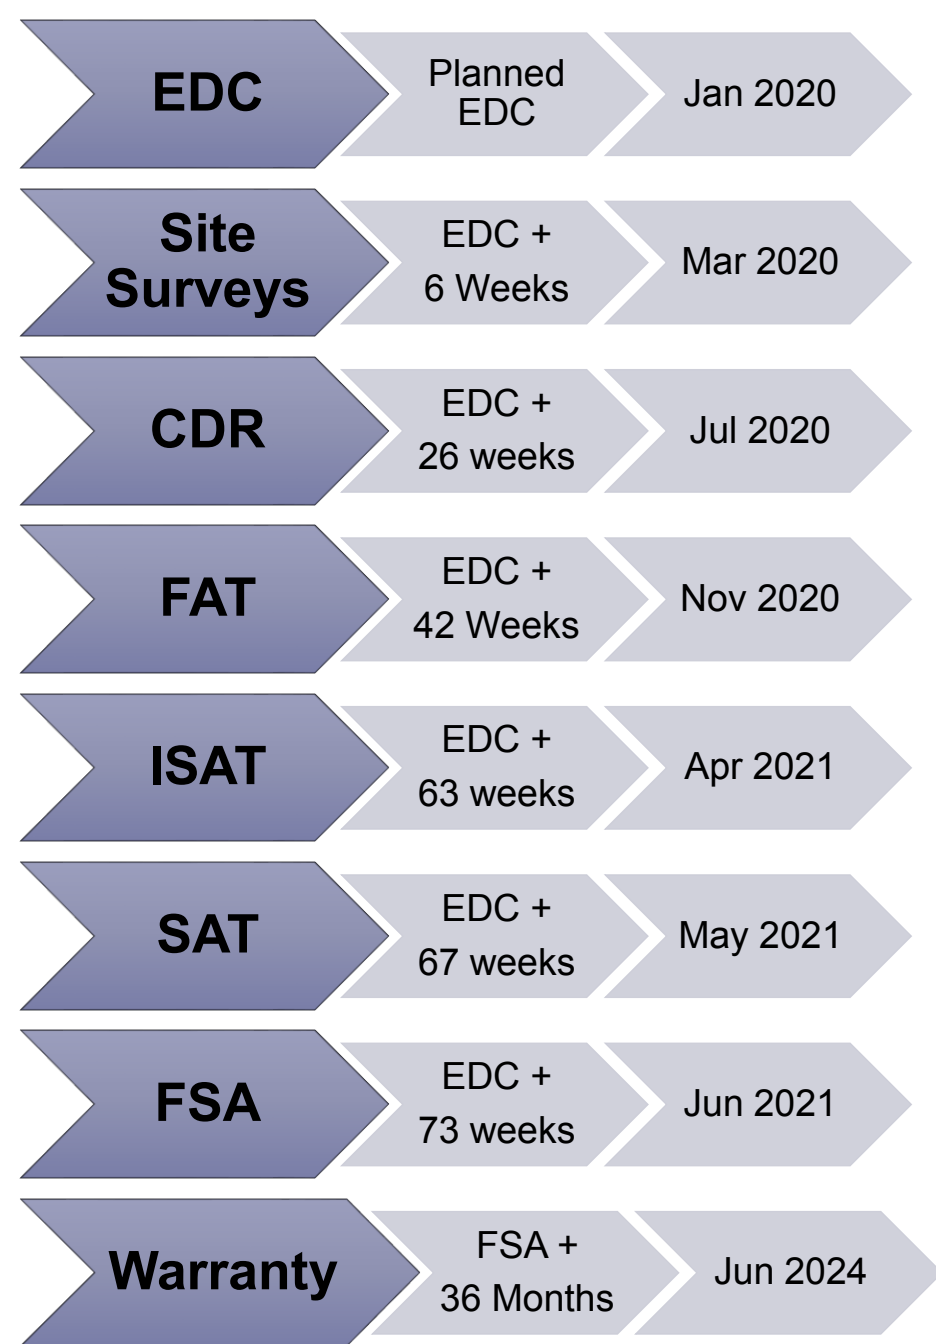 EDC
Planned
EDC
Jan 2020
Site
Surveys
EDC +
6 Weeks
Mar 2020
CDR
EDC +
26 weeks
Jul 2020
FAT
EDC +
42 Weeks
Nov 2020
ISAT
EDC +
63 weeks
Apr 2021
SAT
EDC +
67 weeks
May 2021
FSA
EDC +
73 weeks
Jun 2021
Warranty
FSA +
36 Months
Jun 2024